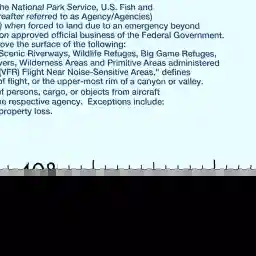 he National Park Service, U.S. Fish and
reafter referred to as Agency/Agencies)
) when forced to land due to an emergency beyond
on approved official business of the Federal Government.
ove the surface of the following:
Scenic Riverways, Wildlife Refuges, Big Game Refuges,
vers, Wilderness Areas and Primitive Areas administered
(VFR) Flight Near Noise-Sensitive Areas," defines
of flight, or the upper-most rim of a canyon or valley.
of persons, cargo, or objects from aircraft
e respective agency. Exceptions include:
property loss.